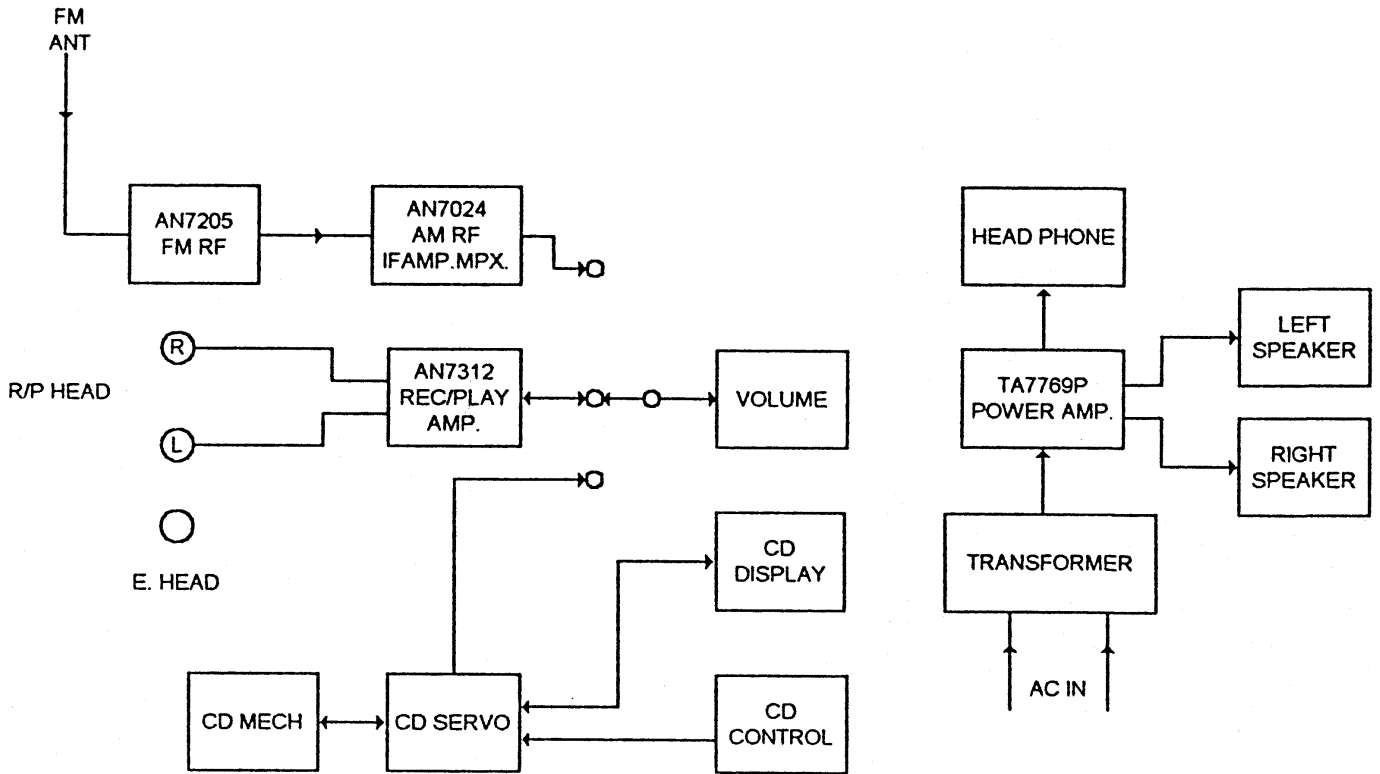 FM
ANT
AN7205
FM RF
AN7024
AM RF
IFAMP.MPX.
HEAD PHONE
LEFT
SPEAKER
R
R/P HEAD
L
AN7312
REC/PLAY
AMP.
VOLUME
TA7769P
POWER AMP.
RIGHT
SPEAKER
E. HEAD
CD
DISPLAY
TRANSFORMER
AC IN
CD MECH
CD SERVO
CD
CONTROL